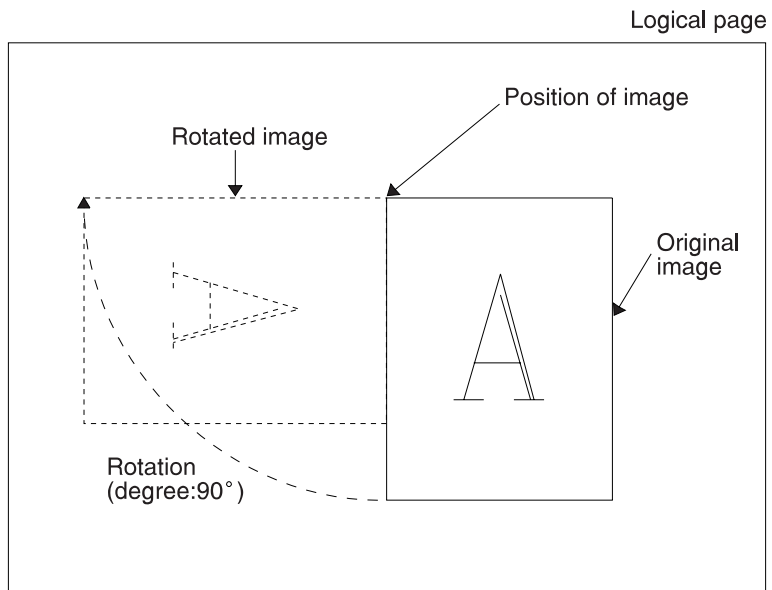 Logical page
Position of image
Rotated image
Original
image
A
A
Rotation
(degree:90°)